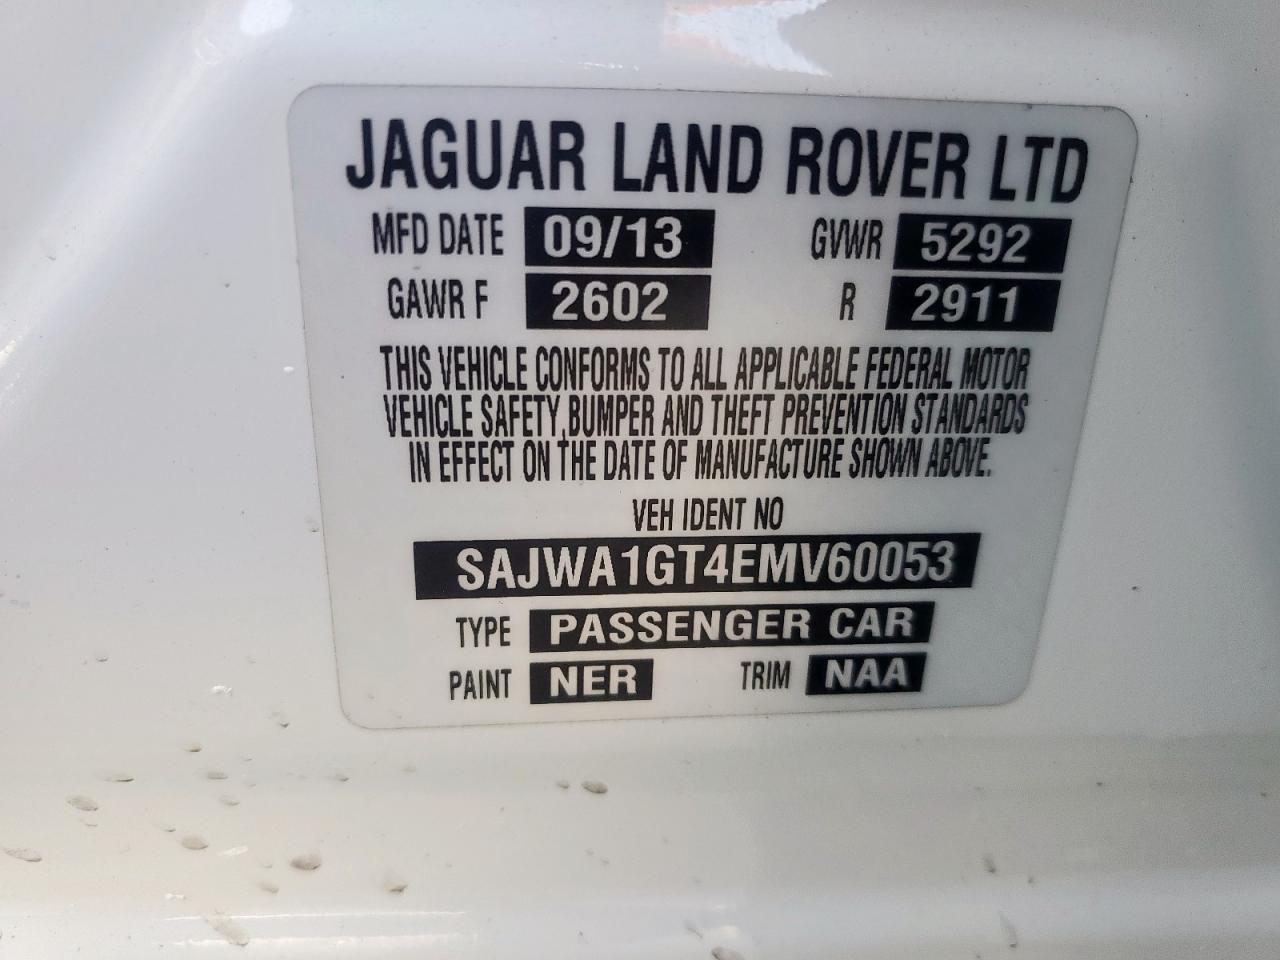 JAGUAR LAND ROVER LTD
MFD DATE 09/13 GVWR 5292
GAWR F 2602 R 2911
THIS VEHICLE CONFORMS TO ALL APPLICABLE FEDERAL MOTOR
VEHICLE SAFETY,BUMPER AND THEFT PREVENTION STANDARDS
IN EFFECT ON THE DATE OF MANUFACTURE SHOWN ABOVE.
VEH IDENT NO
SAJWA1GT4EMV60053
TYPE PASSENGER CAR
PAINT NER TRIM NAA